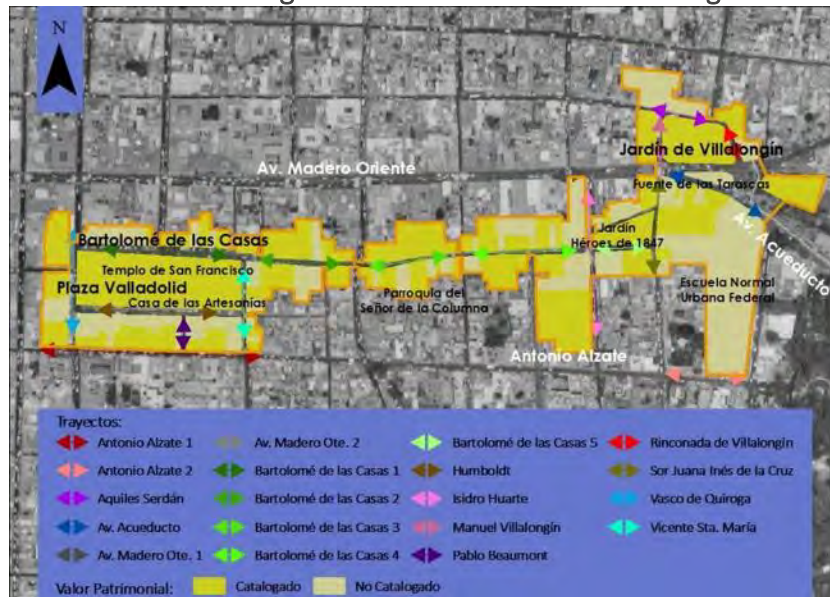 N
Av. Madero Oriente
Jardín de Villalongín
Fuente de las Tarascas
Av. Acueducto
Bartolomé de las Casas
Templo de San Francisco
Plaza Valladolid
Casa de las Artesanías
Parroquia del
Señor de la Columna
Jardín
Héroes de 1847
Escuela Normal
Urbana Federal
Antonio Alzate
Trayectos:
Antonio Alzate 1
Av. Madero Ote. 2
Bartolomé de las Casas 5
Rinconada de Villalongín
Antonio Alzate 2
Bartolomé de las Casas 1
Humboldt
Sor Juana Inés de la Cruz
Aquiles Serdán
Bartolomé de las Casas 2
Isidro Huarte
Vasco de Quiroga
Av. Acueducto
Bartolomé de las Casas 3
Manuel Villalongín
Vicente Sta. María
Av. Madero Ote. 1
Bartolomé de las Casas 4
Pablo Beaumont
Valor Patrimonial: Catalogado No Catalogado